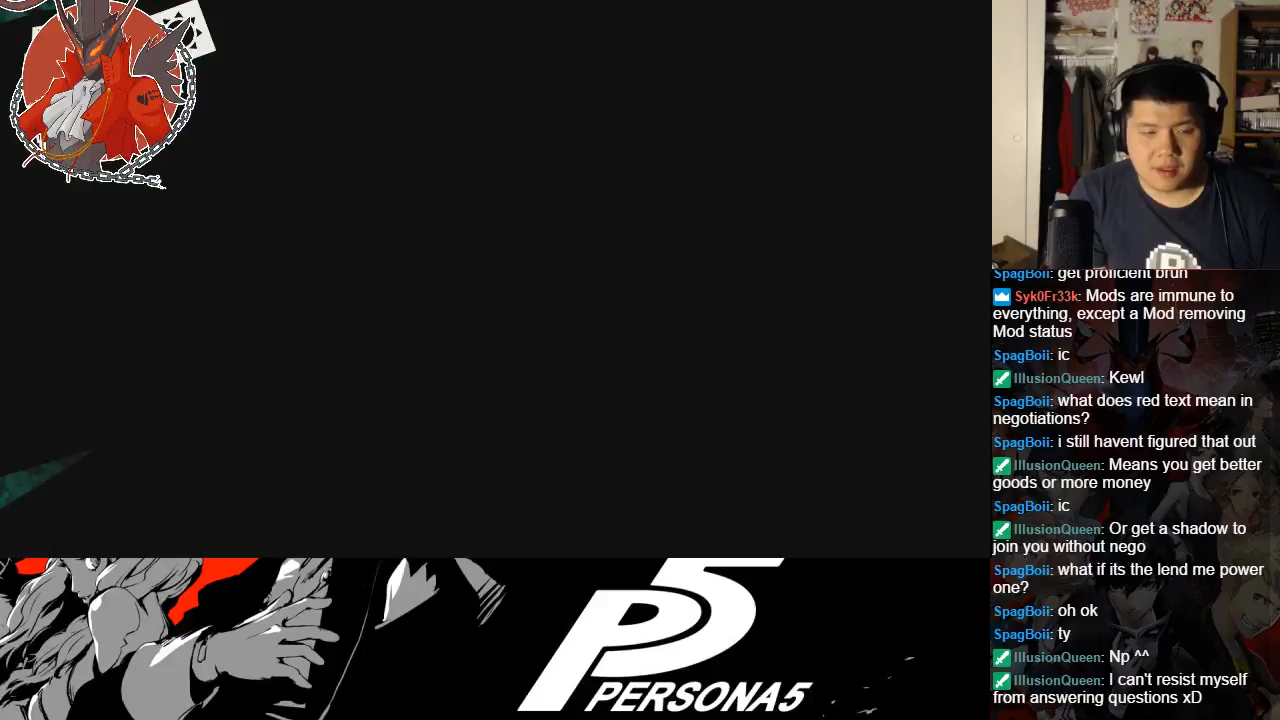 SpagBoii: get proficient bruh
Syk0Fr33k: Mods are immune to
everything, except a Mod removing
Mod status
SpagBoii: ic
IllusionQueen: Kewl
SpagBoii: what does red text mean in
negotiations?
SpagBoii: i still havent figured that out
IllusionQueen: Means you get better
goods or more money
SpagBoii: ic
IllusionQueen: Or get a shadow to
join you without nego
SpagBoii: what if its the lend me power
one?
SpagBoii: oh ok
SpagBoii: ty
IllusionQueen: Np ^^
IllusionQueen: I can't resist myself
from answering questions xD
P5
PERSONA5